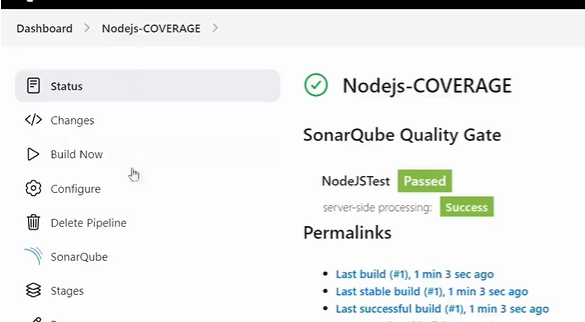 Dashboard > Nodejs-COVERAGE >
Status
Changes
Build Now
Configure
Delete Pipeline
SonarQube
Stages
Nodejs-COVERAGE
SonarQube Quality Gate
NodeJSTest Passed
server-side processing: Success
Permalinks
Last build (#1), 1 min 3 sec ago
Last stable build (#1), 1 min 3 sec ago
Last successful build (#1), 1 min 3 sec ago